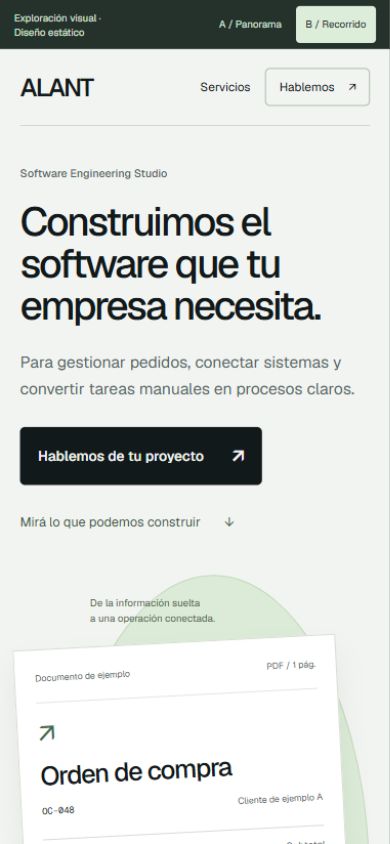 Exploración visual ·
Diseño estático
A / Panorama
B / Recorrido
ALANT
Servicios
Hablemos ↗
Software Engineering Studio
Construimos el
software que tu
empresa necesita.
Para gestionar pedidos, conectar sistemas y
convertir tareas manuales en procesos claros.
Hablemos de tu proyecto ↗
Mirá lo que podemos construir ↓
De la información suelta
a una operación conectada.
Documento de ejemplo
PDF / 1 pág.
↗
Orden de compra
OC-048
Cliente de ejemplo A